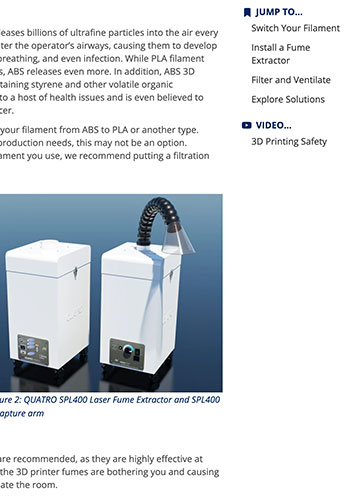 eases billions of ultrafine particles into the air every
ter the operator's airways, causing them to develop
breathing, and even infection. While PLA filament
s, ABS releases even more. In addition, ABS 3D
taining styrene and other volatile organic
to a host of health issues and is even believed to
cer.
your filament from ABS to PLA or another type.
production needs, this may not be an option.
ament you use, we recommend putting a filtration
ure 2: QUATRO SPL400 Laser Fume Extractor and SPL400
apture arm
are recommended, as they are highly effective at
the 3D printer fumes are bothering you and causing
ate the room.
JUMP TO...
Switch Your Filament
Install a Fume
Extractor
Filter and Ventilate
Explore Solutions
VIDEO...
3D Printing Safety